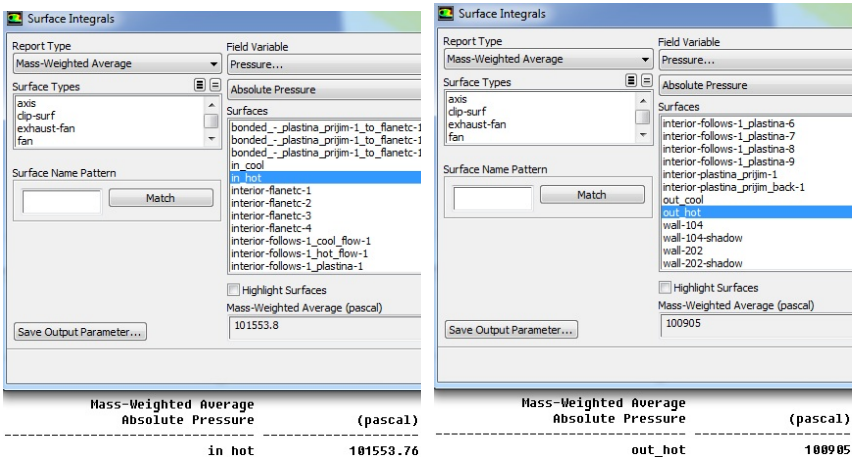 Surface Integrals
Report Type
Field Variable
Mass-Weighted Average
Pressure...
Surface Types
Absolute Pressure
axis
clip-surf
exhaust-fan
fan
Surfaces
bonded_-_plastina_prijim-1_to_flanetc-1
bonded_-_plastina_prijim-1_to_flanetc-1
bonded_-_plastina_prijim-1_to_flanetc-1
in_cool
in_hot
interior-flanetc-1
interior-flanetc-2
interior-flanetc-3
interior-flanetc-4
interior-follows-1_cool_flow-1
interior-follows-1_hot_flow-1
interior-follows-1_plastina-1
Surface Name Pattern
Match
Highlight Surfaces
Mass-Weighted Average (pascal)
101553.8
Save Output Parameter...
Mass-Weighted Average
Absolute Pressure (pascal)
in_hot 101553.76
Surface Integrals
Report Type
Field Variable
Mass-Weighted Average
Pressure...
Surface Types
Absolute Pressure
axis
clip-surf
exhaust-fan
fan
Surfaces
interior-follows-1_plastina-6
interior-follows-1_plastina-7
interior-follows-1_plastina-8
interior-follows-1_plastina-9
interior-plastina_prijim-1
interior-plastina_prijim_back-1
out_cool
out_hot
wall-104
wall-104-shadow
wall-202
wall-202-shadow
Surface Name Pattern
Match
Highlight Surfaces
Mass-Weighted Average (pascal)
100905
Save Output Parameter...
Mass-Weighted Average
Absolute Pressure (pascal)
out_hot 100905